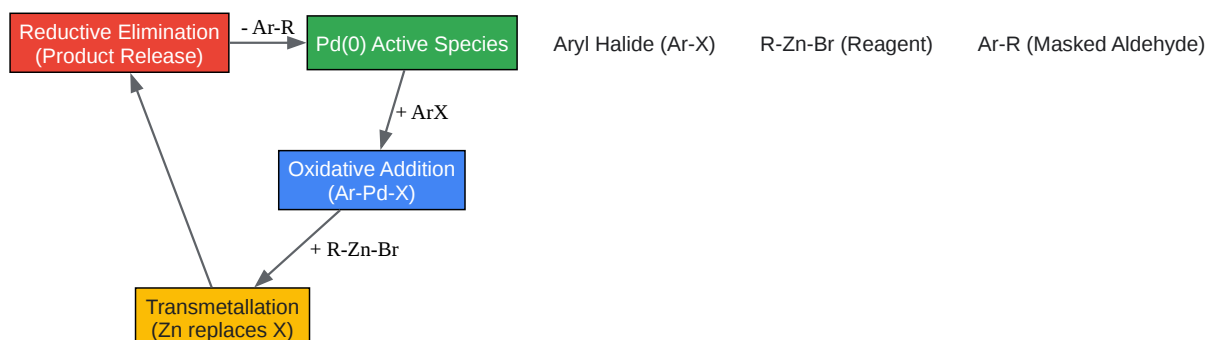 Reductive Elimination
(Product Release)
- Ar-R
Pd(0) Active Species
Aryl Halide (Ar-X)
R-Zn-Br (Reagent)
Ar-R (Masked Aldehyde)
+ ArX
Oxidative Addition
(Ar-Pd-X)
+ R-Zn-Br
Transmetallation
(Zn replaces X)